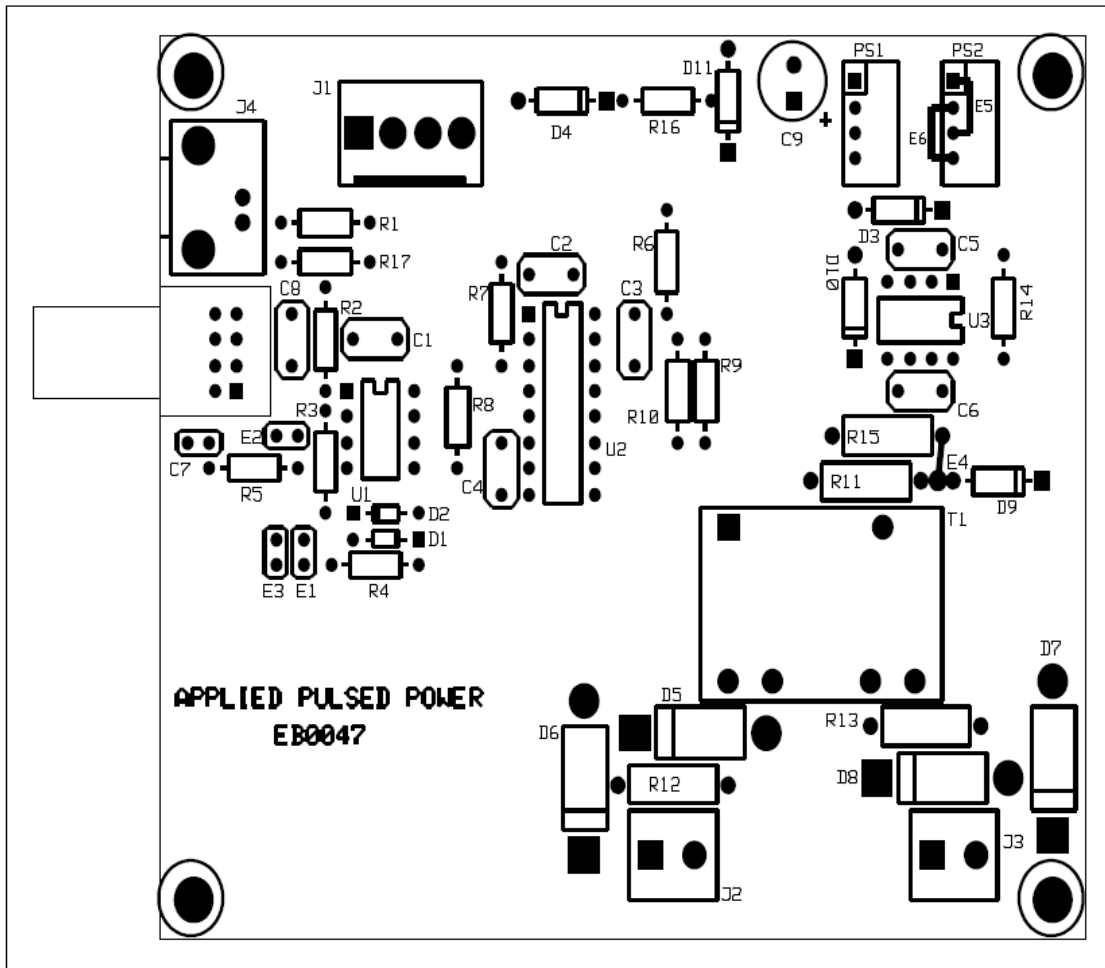 PS1
PS2
D11
J1
J4
E5
D4
R16
C9
+
E6
R1
D3
C5
R17
C2
R6
D10
C8
R7
C3
R14
R2
C1
U3
R3
R8
R10
R9
C6
E2
R15
C7
R5
U2
C4
E4
U1
R11
D9
D2
T1
D1
E3
E1
R4
D7
APPLIED PULSED POWER
EB0047
D5
D6
R13
R12
D8
J3
J2